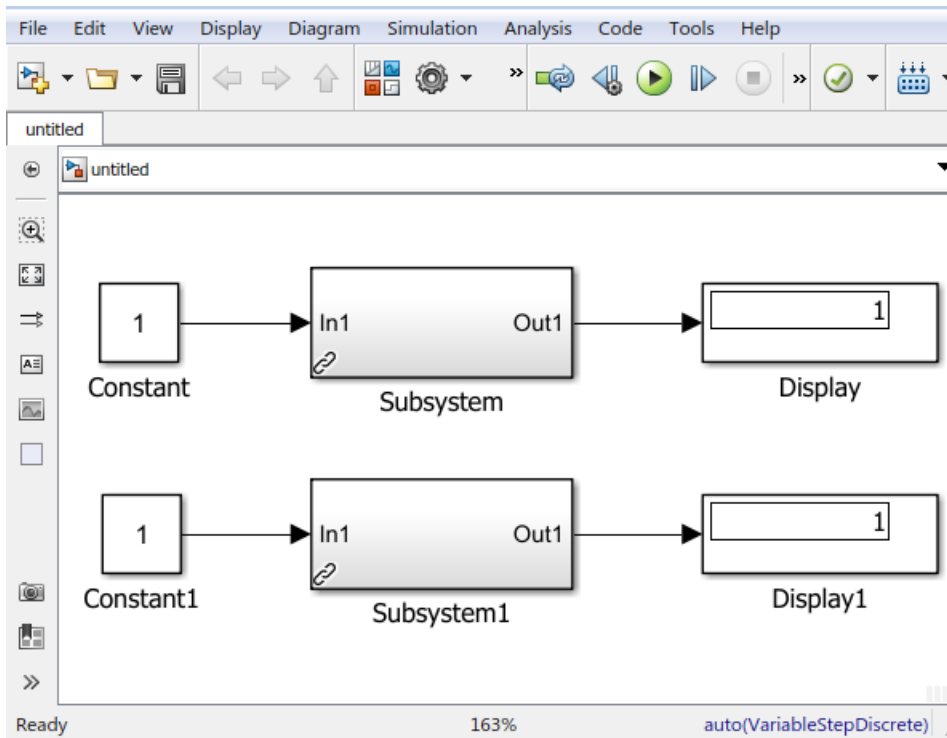 File Edit View Display Diagram Simulation Analysis Code Tools Help
» »
untitled
untitled
1 In1 Out1 1
Constant Subsystem Display
1 In1 Out1 1
Constant1 Subsystem1 Display1
Ready 163% auto(VariableStepDiscrete)